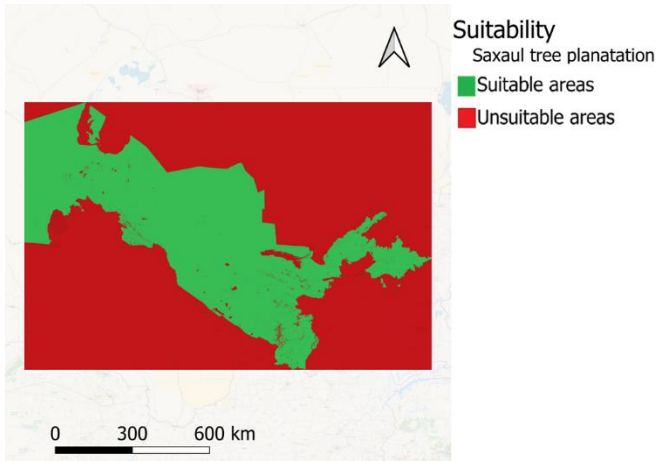 Suitability
Saxaul tree planatation
Suitable areas
Unsuitable areas
0 300 600 km